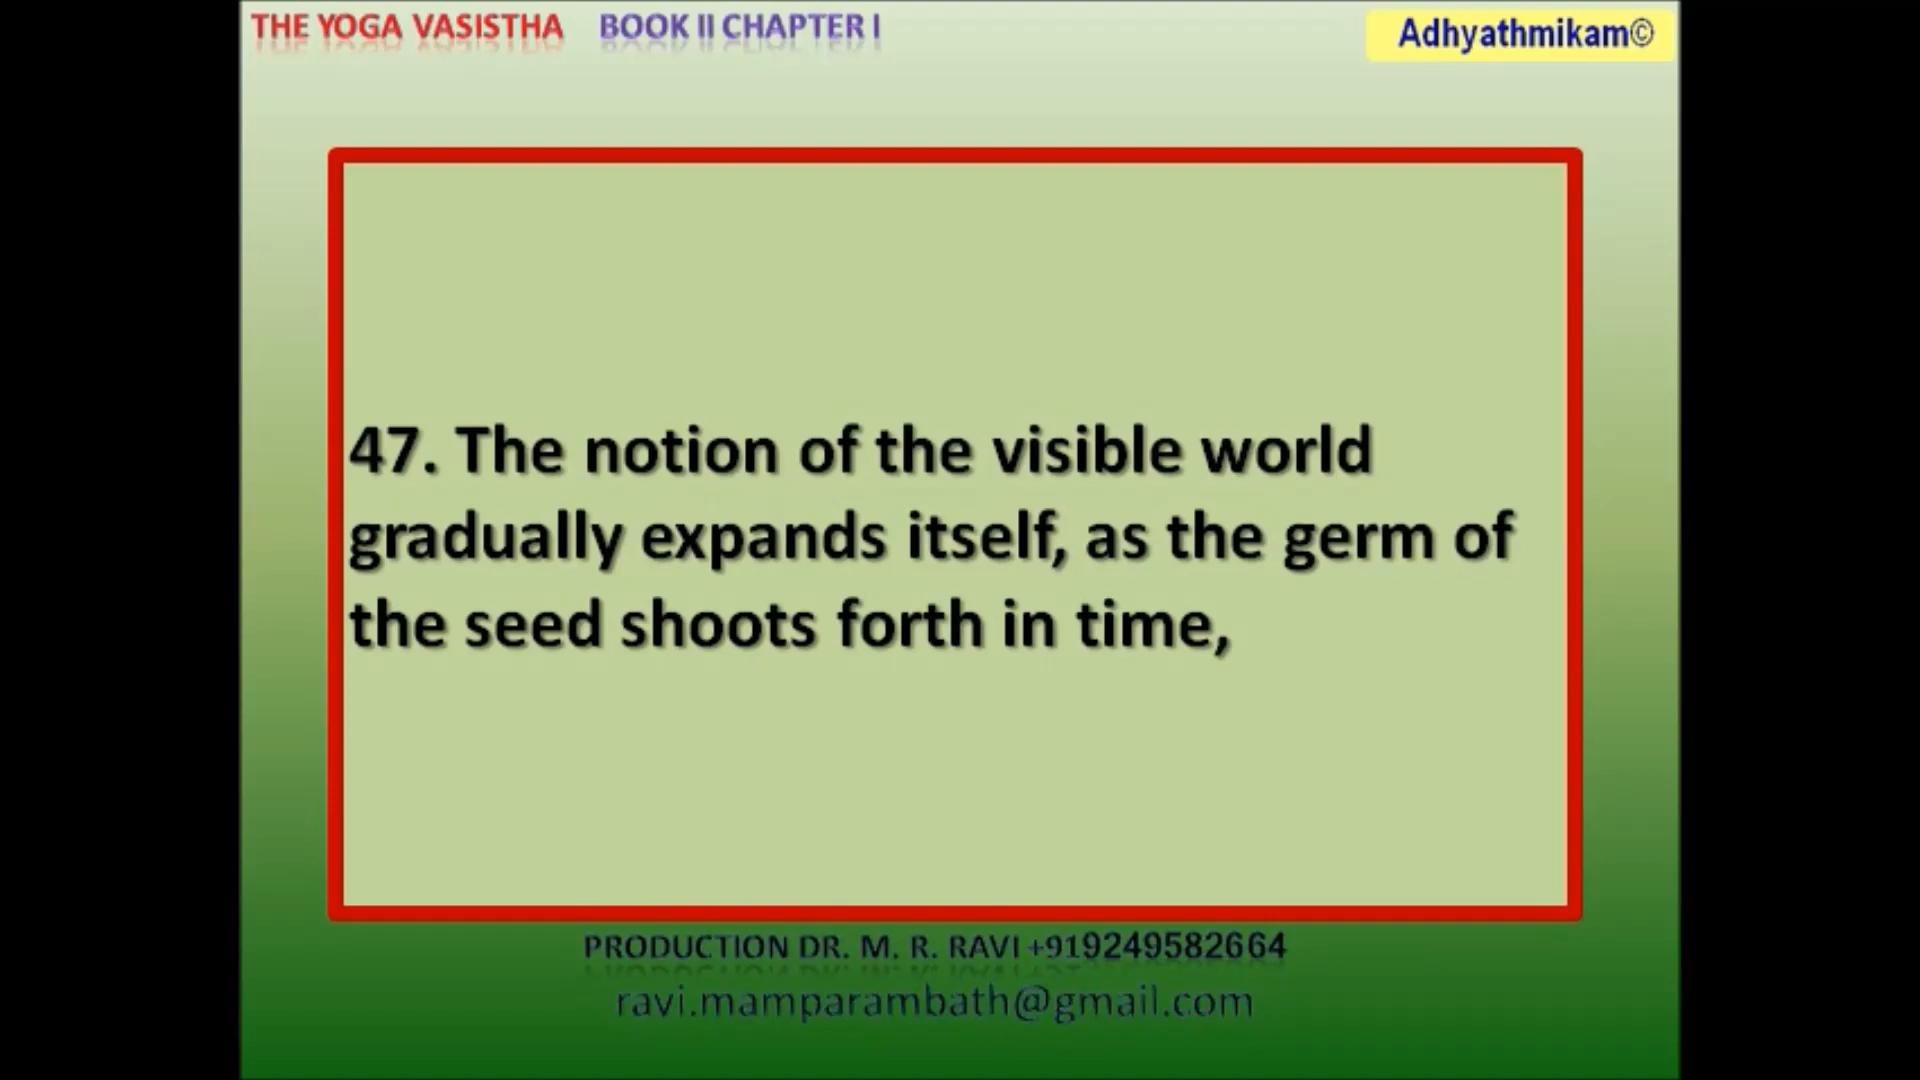 THE YOGA VASISTHA BOOK II CHAPTER I
Adhyathmikam©
47. The notion of the visible world
gradually expands itself, as the germ of
the seed shoots forth in time,
PRODUCTION DR. M. R. RAVI +919249582664
ravi.mamparambath@gmail.com